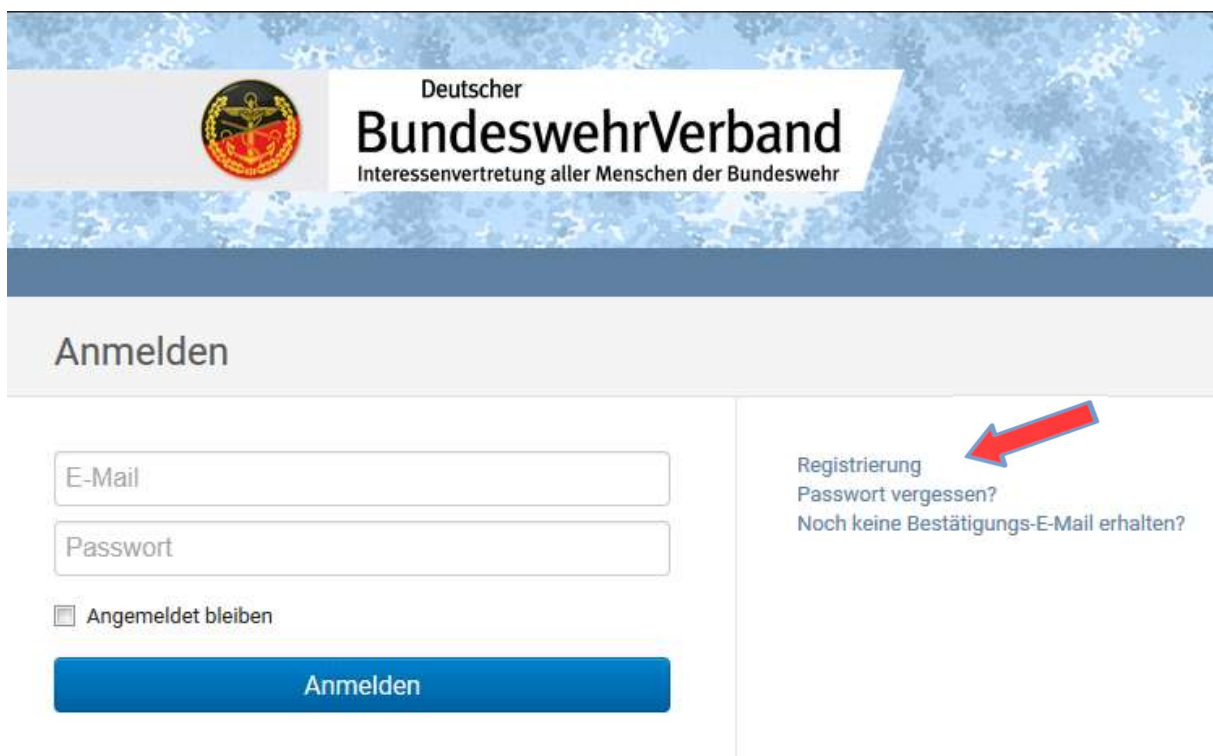 Deutscher
BundeswehrVerband
Interessenvertretung aller Menschen der Bundeswehr
Anmelden
E-Mail
Passwort
Angemeldet bleiben
Anmelden
Registrierung
Passwort vergessen?
Noch keine Bestätigungs-E-Mail erhalten?